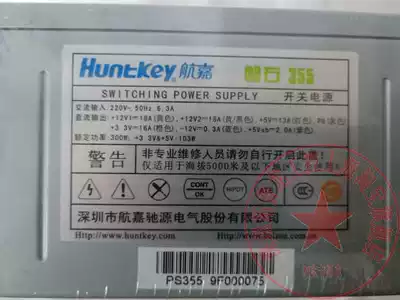 Huntkey 航嘉 磐石 355
SWITCHING POWER SUPPLY 开关电源
交流输入: 220V~, 50Hz, 6.3A
直流输出: +12V1=18A(黄色), +12V2=16A(黄/黑色), +5V=13A(红色), PG(灰色)
+3.3V=16A(橙色), -12V=0.3A(蓝色), +5Vsb=2.0A(紫色)
额定功率: 300W, +3.3V&+5V=103W
警告
非专业维修人员请勿自行开启盖
仅适用于海拔5000米及以下地区安全
深圳市航嘉驰源电气股份有限公司
Http://www.huntkey.com
PS355 9F000075